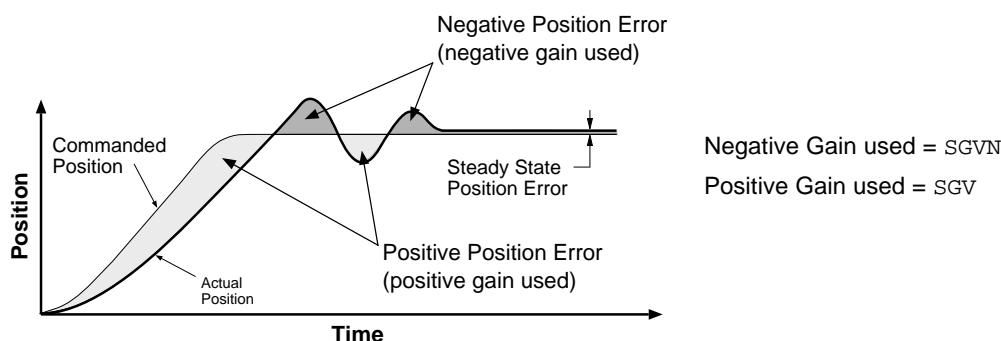 Negative Position Error
(negative gain used)
Commanded
Position
Steady State
Position Error
Negative Gain used = SGVN
Positive Gain used = SGV
Position
Positive Position Error
(positive gain used)
Actual
Position
Time